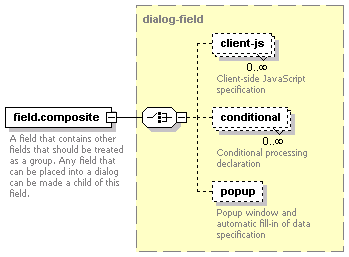 dialog-field
client-js
0..∞
Client-side JavaScript
specification
field.composite
A field that contains other
fields that should be treated
as a group. Any field that
can be placed into a dialog
can be made a child of this
field.
conditional
0..∞
Conditional processing
declaration
popup
Popup window and
automatic fill-in of data
specification